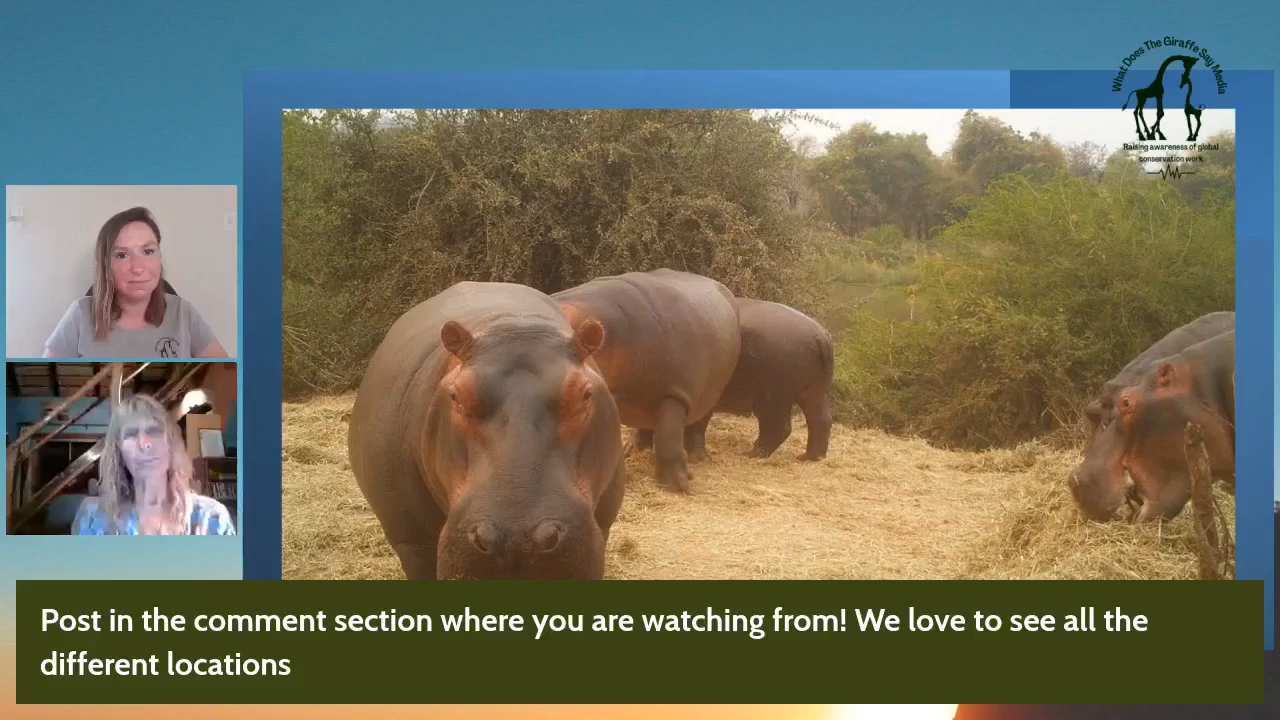 What Does The Giraffe Say Media
Raising awareness of global
conservation work
Post in the comment section where you are watching from! We love to see all the
different locations